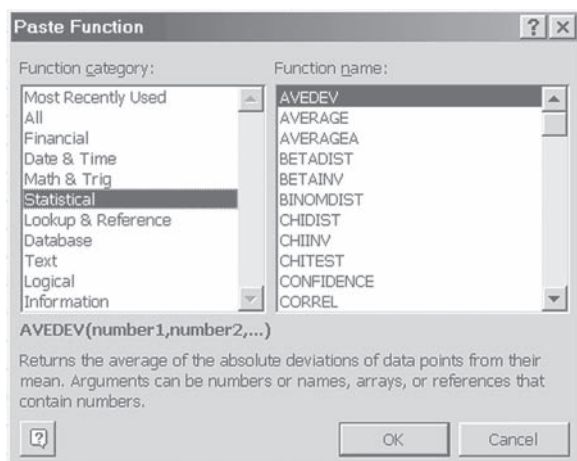 Paste Function
Function category:
Most Recently Used
All
Financial
Date & Time
Math & Trig
Statistical
Lookup & Reference
Database
Text
Logical
Information
Function name:
AVEDEV
AVERAGE
AVERAGEA
BETADIST
BETAINV
BINOMDIST
CHIDIST
CHIINV
CHITEST
CONFIDENCE
CORREL
AVEDEV(number1,number2,...)
Returns the average of the absolute deviations of data points from their
mean. Arguments can be numbers or names, arrays, or references that
contain numbers.
OK
Cancel